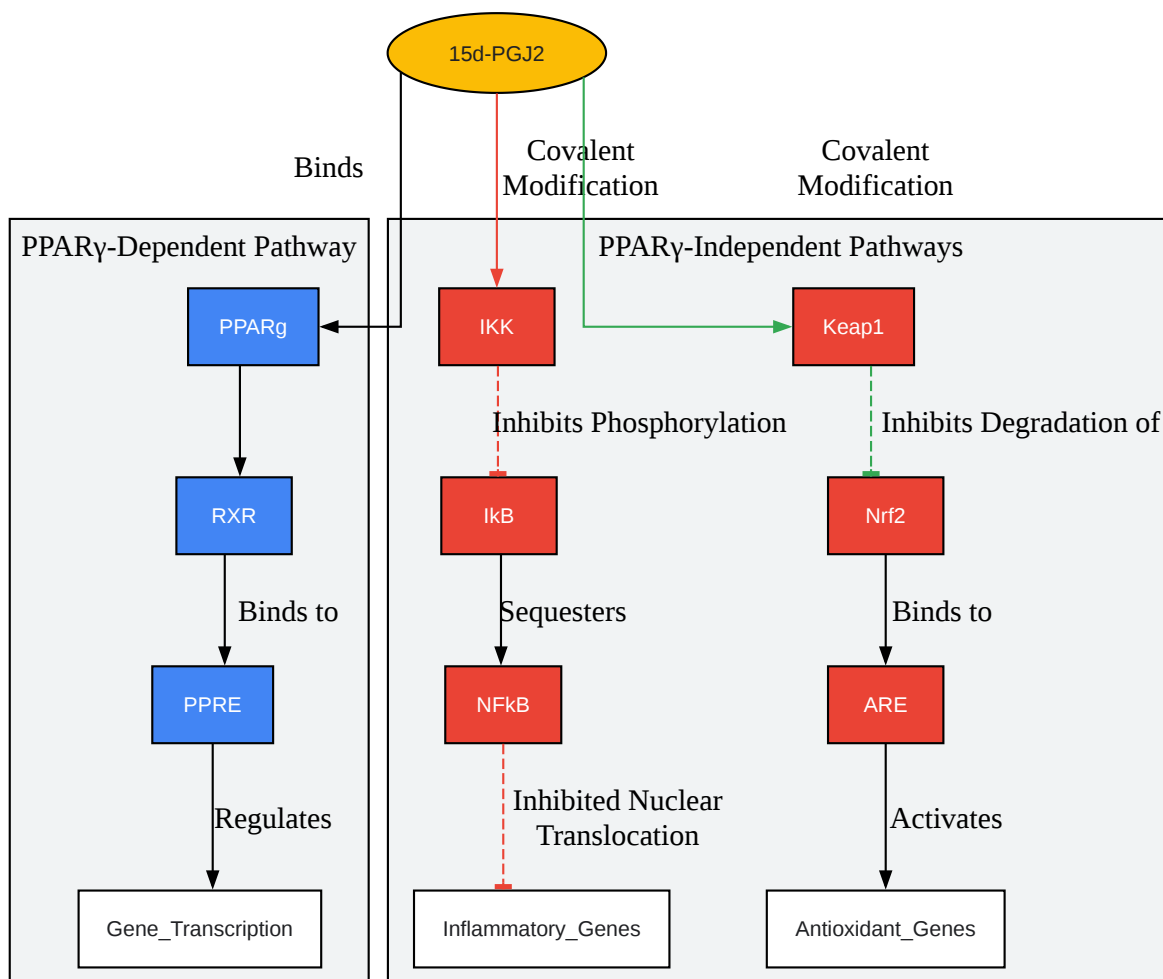 15d-PGJ2
Binds
Covalent
Modification
Covalent
Modification
PPARγ-Dependent Pathway
PPARγ-Independent Pathways
PPARg
IKK
Keap1
Inhibits Phosphorylation
Inhibits Degradation of
RXR
IkB
Nrf2
Binds to
Sequesters
Binds to
PPRE
NFkB
ARE
Regulates
Inhibited Nuclear
Translocation
Activates
Gene_Transcription
Inflammatory_Genes
Antioxidant_Genes